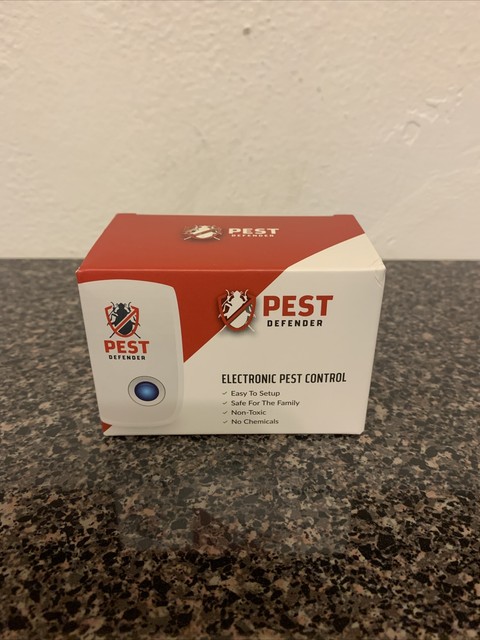 PEST
DEFENDER
PEST
DEFENDER
PEST
DEFENDER
ELECTRONIC PEST CONTROL
✓ Easy To Setup
✓ Safe For The Family
✓ Non-Toxic
✓ No Chemicals